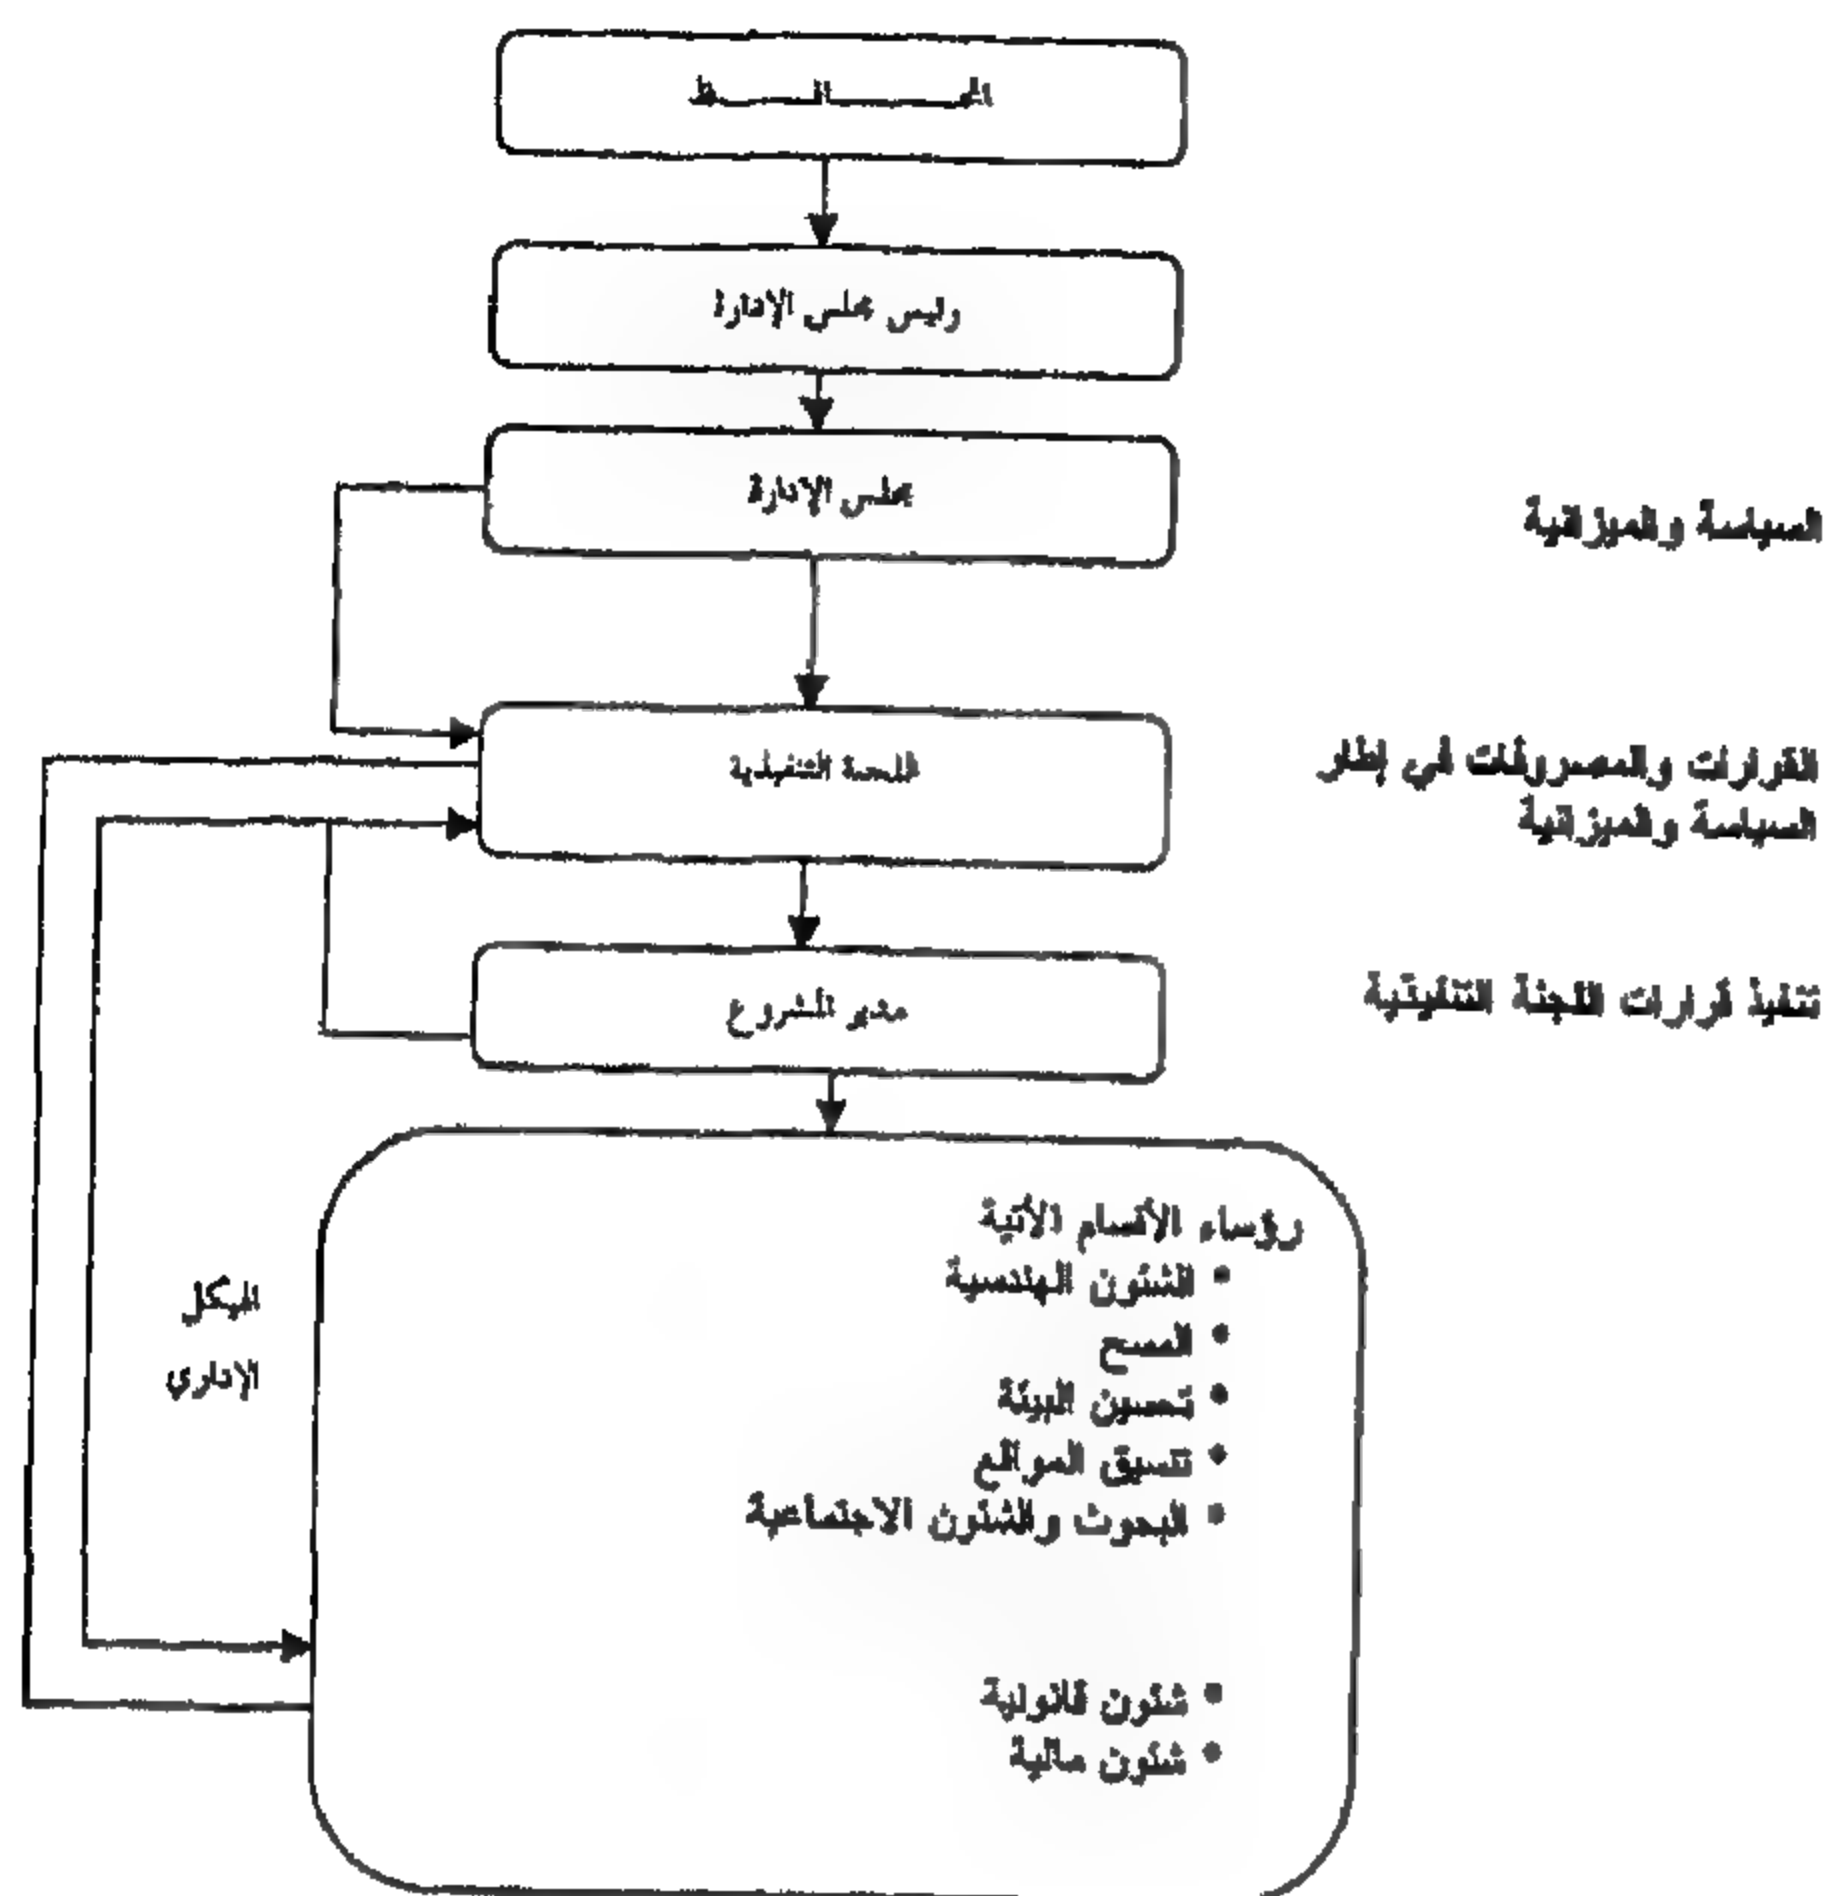 المحافظ
رئيس مجلس الإدارة
مجلس الإدارة
السياسة والميزانية
اللجنة التنفيذية
القرارات والمصروفات في إطار
السياسة والميزانية
مدير المشروع
تنفيذ قرارات اللجنة التنفيذية
رؤساء الأقسام الآتية
• الشئون الهندسية
• المسح
• تحسين البيئة
• تنسيق المواقع
• البحوث والشئون الاجتماعية
• شئون قانونية
• شئون مالية
الهيكل
الإداري